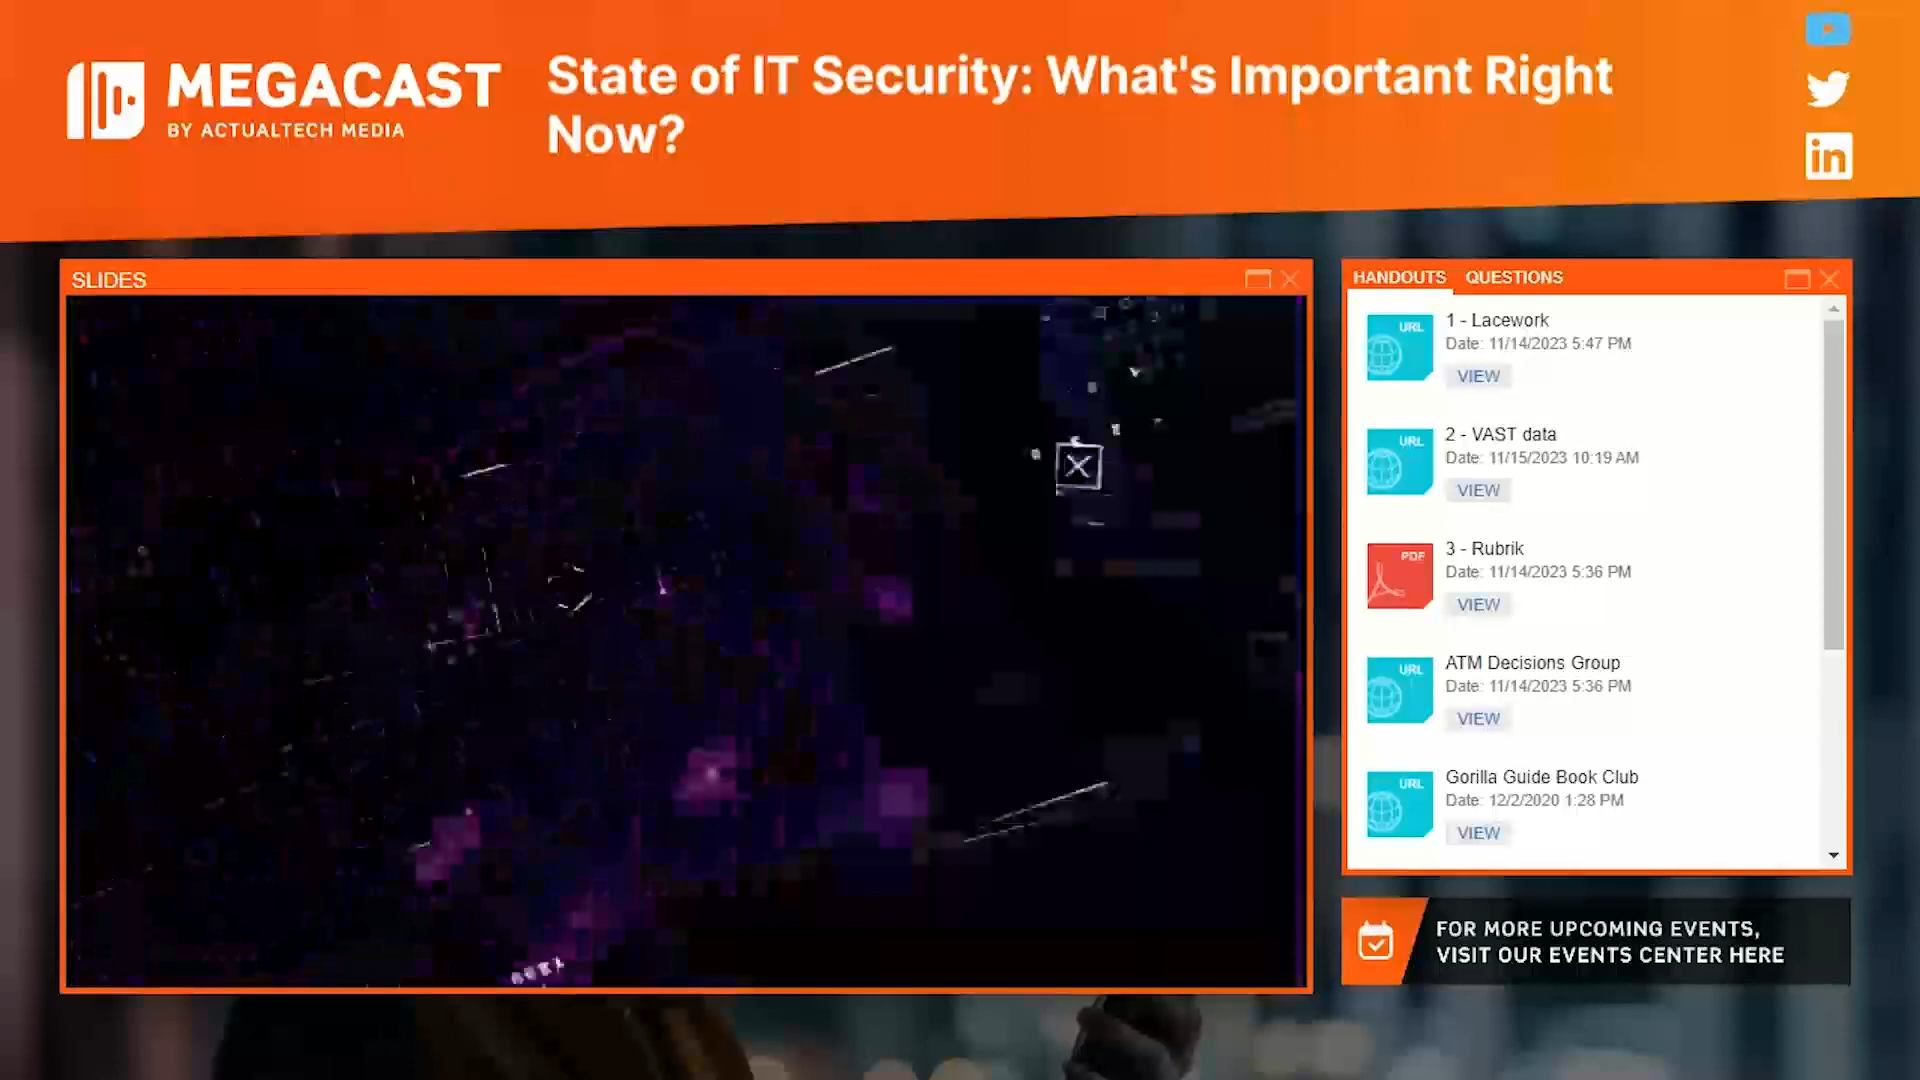 MEGACAST
BY ACTUALTECH MEDIA
State of IT Security: What's Important Right
Now?
in
SLIDES
HANDOUTS QUESTIONS
URL
1 - Lacework
Date: 11/14/2023 5:47 PM
VIEW
URL
2 - VAST data
Date: 11/15/2023 10:19 AM
VIEW
PDF
3 - Rubrik
Date: 11/14/2023 5:36 PM
VIEW
URL
ATM Decisions Group
Date: 11/14/2023 5:36 PM
VIEW
URL
Gorilla Guide Book Club
Date: 12/2/2020 1:28 PM
VIEW
FOR MORE UPCOMING EVENTS,
VISIT OUR EVENTS CENTER HERE